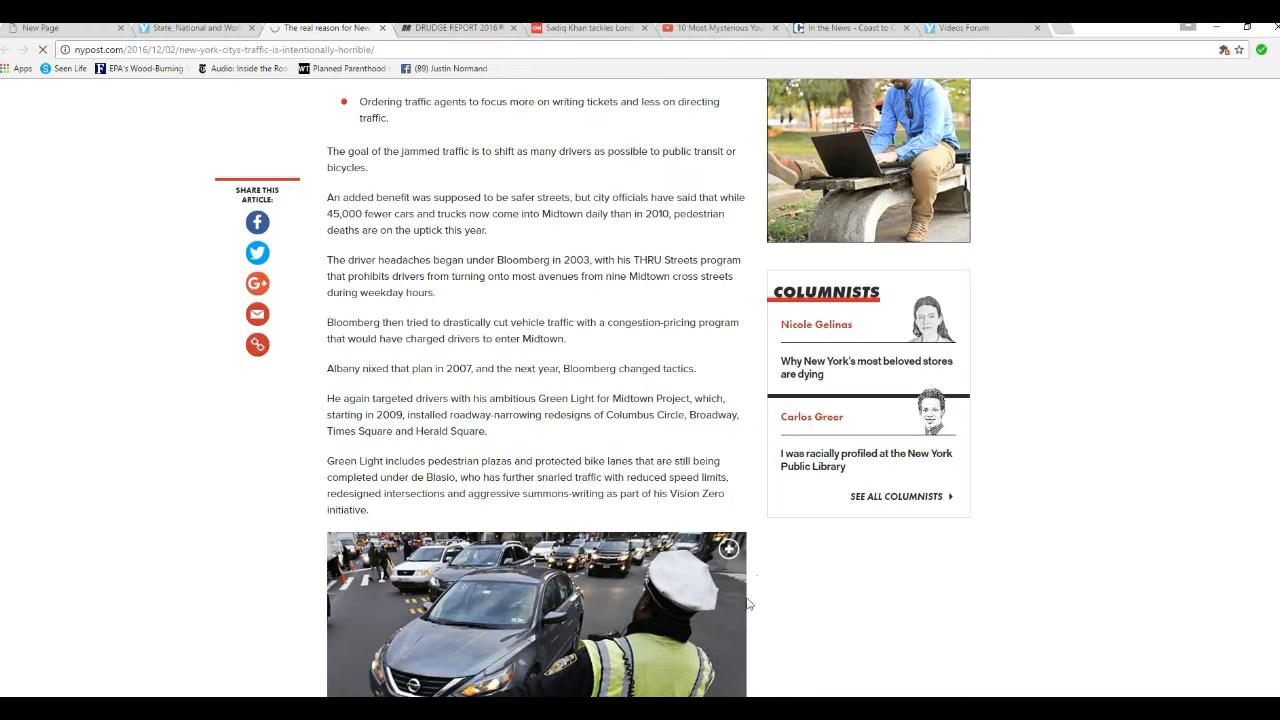 New Page
State, National and Wor
The real reason for New
DRUDGE REPORT 2016®
Sadiq Khan tackles Lond
10 Most Mysterious You
In the News - Coast to C
Videos Forum
nypost.com/2016/12/02/new-york-citys-traffic-is-intentionally-horrible/
Apps
Seen Life
EPA's Wood-Burning
Audio: Inside the Roo
Planned Parenthood
(89) Justin Normand
Ordering traffic agents to focus more on writing tickets and less on directing
traffic.
The goal of the jammed traffic is to shift as many drivers as possible to public transit or
bicycles.
SHARE THIS
ARTICLE:
An added benefit was supposed to be safer streets, but city officials have said that while
45,000 fewer cars and trucks now come into Midtown daily than in 2010, pedestrian
deaths are on the uptick this year.
The driver headaches began under Bloomberg in 2003, with his THRU Streets program
that prohibits drivers from turning onto most avenues from nine Midtown cross streets
during weekday hours.
Bloomberg then tried to drastically cut vehicle traffic with a congestion-pricing program
that would have charged drivers to enter Midtown.
Albany nixed that plan in 2007, and the next year, Bloomberg changed tactics.
He again targeted drivers with his ambitious Green Light for Midtown Project, which,
starting in 2009, installed roadway-narrowing redesigns of Columbus Circle, Broadway,
Times Square and Herald Square.
Green Light includes pedestrian plazas and protected bike lanes that are still being
completed under de Blasio, who has further snarled traffic with reduced speed limits,
redesigned intersections and aggressive summons-writing as part of his Vision Zero
initiative.
COLUMNISTS
Nicole Gelinas
Why New York's most beloved stores
are dying
Carlos Greer
I was racially profiled at the New York
Public Library
SEE ALL COLUMNISTS